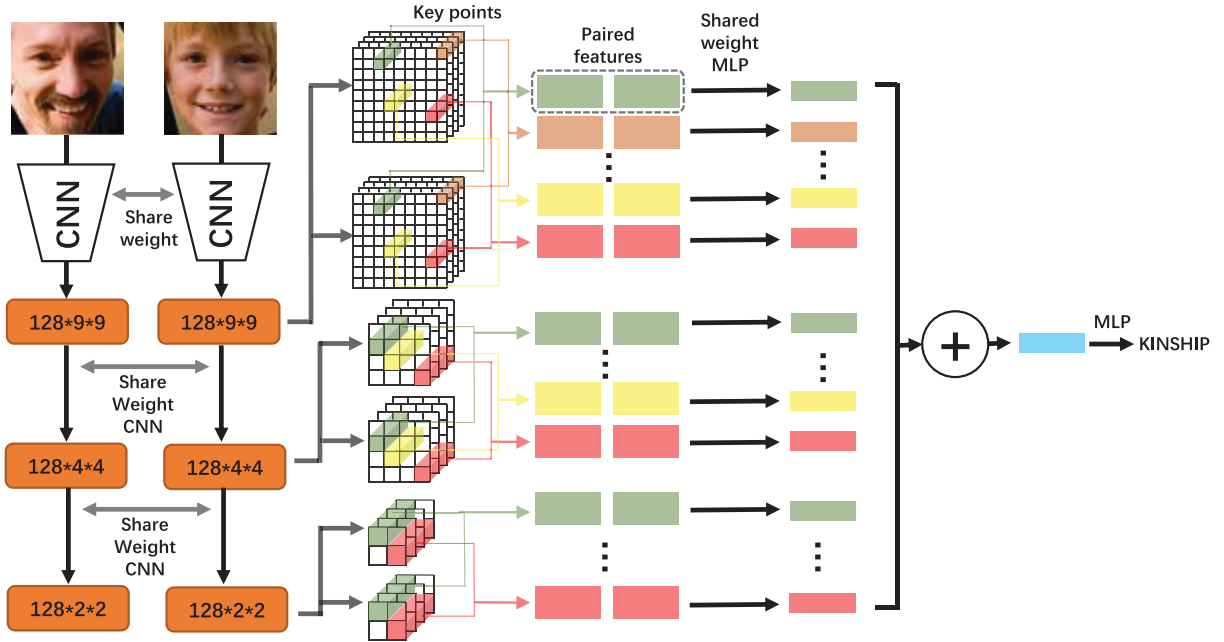 Key points
Paired
features
Shared
weight
MLP
CNN
CNN
Share
weight
128*9*9
128*9*9
Share
Weight
CNN
128*4*4
128*4*4
Share
Weight
CNN
128*2*2
128*2*2
+
MLP
KINSHIP